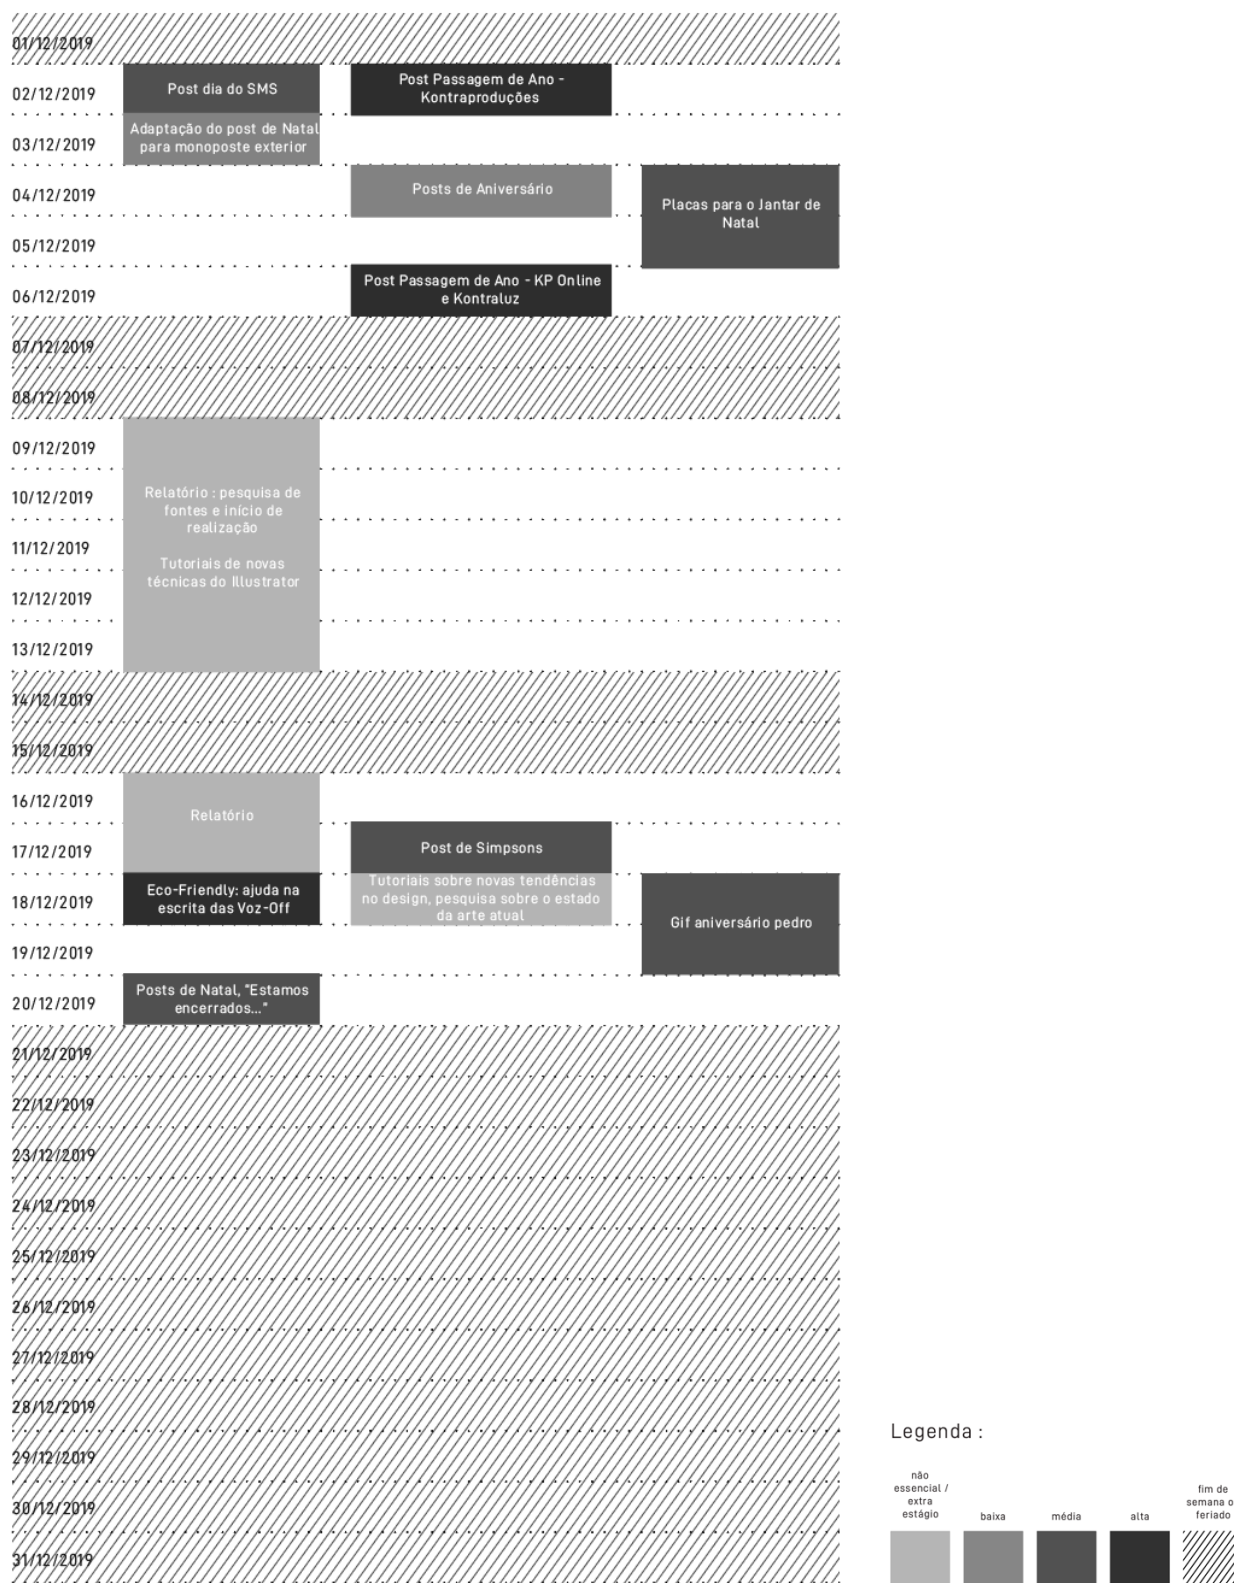 01/12/2019
02/12/2019
Post dia do SMS
Post Passagem de Ano -
Kontraproduções
03/12/2019
Adaptação do post de Natal
para monoposte exterior
04/12/2019
Posts de Aniversário
Placas para o Jantar de
Natal
05/12/2019
06/12/2019
Post Passagem de Ano - KP Online
e Kontraluz
07/12/2019
08/12/2019
09/12/2019
10/12/2019
Relatório : pesquisa de
fontes e início de
realização
11/12/2019
Tutoriais de novas
técnicas do Illustrator
12/12/2019
13/12/2019
14/12/2019
15/12/2019
16/12/2019
Relatório
17/12/2019
Post de Simpsons
18/12/2019
Eco-Friendly: ajuda na
escrita das Voz-Off
Tutoriais sobre novas tendências
no design, pesquisa sobre o estado
da arte atual
Gif aniversário pedro
19/12/2019
20/12/2019
Posts de Natal, "Estamos
encerrados..."
21/12/2019
22/12/2019
23/12/2019
24/12/2019
25/12/2019
26/12/2019
27/12/2019
28/12/2019
29/12/2019
30/12/2019
31/12/2019
Legenda :
não
essencial /
extra
estágio
baixa
média
alta
fim de
semana o
feriado